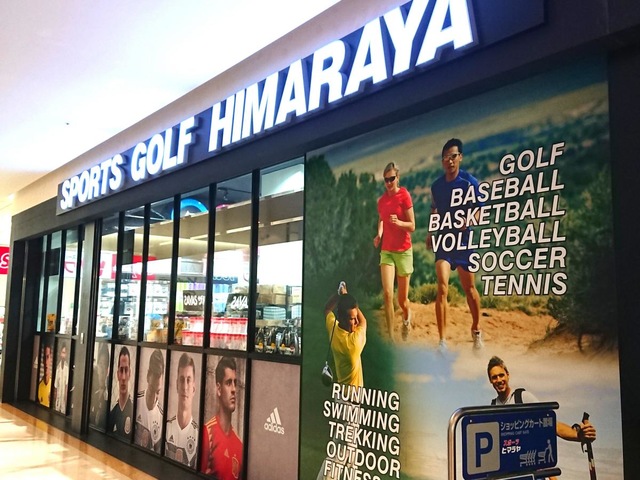 SPORTS GOLF HIMARAYA
GOLF
BASEBALL
BASKETBALL
VOLLEYBALL
SOCCER
TENNIS
RUNNING
SWIMMING
TREKKING
OUTDOOR
FITNESS
adidas
P
ショッピングカート置場
スポーツ
ヒマラヤ